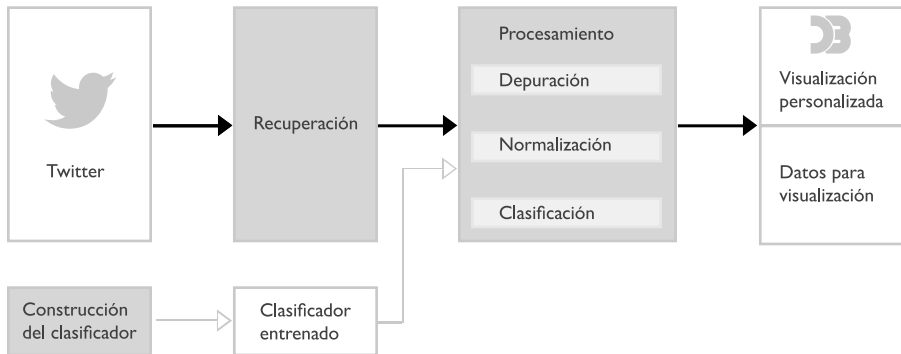 Twitter
Recuperación
Procesamiento
Depuración
Normalización
Clasificación
Visualización
personalizada
Datos para
visualización
Construcción
del clasificador
Clasificador
entrenado